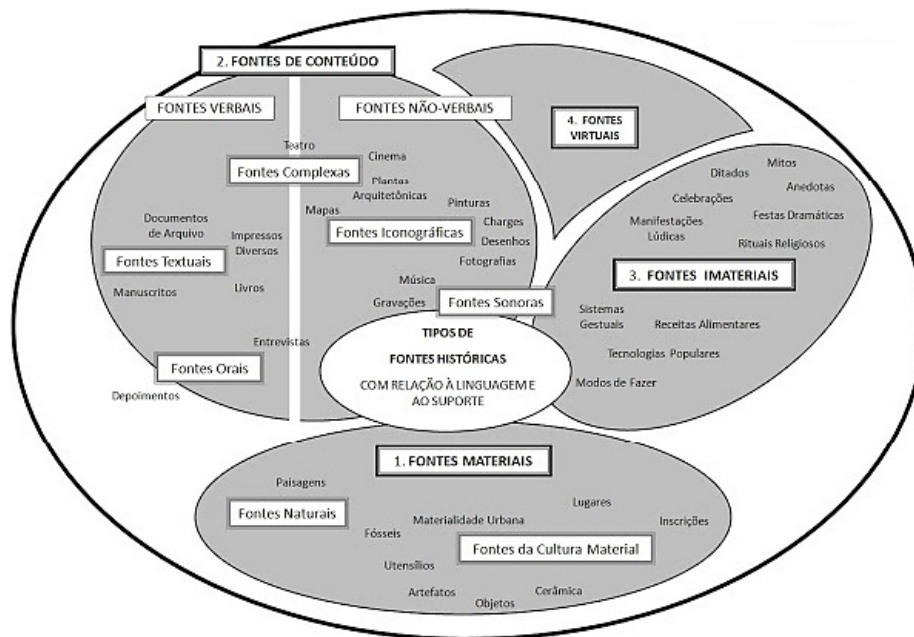 2. FONTES DE CONTEÚDO
FONTES VERBAIS
FONTES NÃO-VERBAIS
Teatro
Fontes Complexas
Cinema
Plantas
Arquitetônicas
Mapas
Pinturas
Fontes Iconográficas
Charges
Desenhos
Fotografias
Documentos
de Arquivo
Impressos
Diversos
Fontes Textuais
Manuscritos
Livros
Música
Gravações
Fontes Sonoras
Entrevistas
Fontes Orais
Depoimentos
4. FONTES
VIRTUAIS
Ditados
Mitos
Celebrações
Anedotas
Manifestações
Lúdicas
Festas Dramáticas
Rituais Religiosos
3. FONTES IMATERIAIS
Sistemas
Gestuais
Receitas Alimentares
Tecnologias Populares
Modos de Fazer
TIPOS DE
FONTES HISTÓRICAS
COM RELAÇÃO À LINGUAGEM E
AO SUPORTE
1. FONTES MATERIAIS
Paisagens
Fontes Naturais
Lugares
Materialidade Urbana
Inscrições
Fósseis
Fontes da Cultura Material
Utensílios
Artefatos
Objetos
Cerâmica